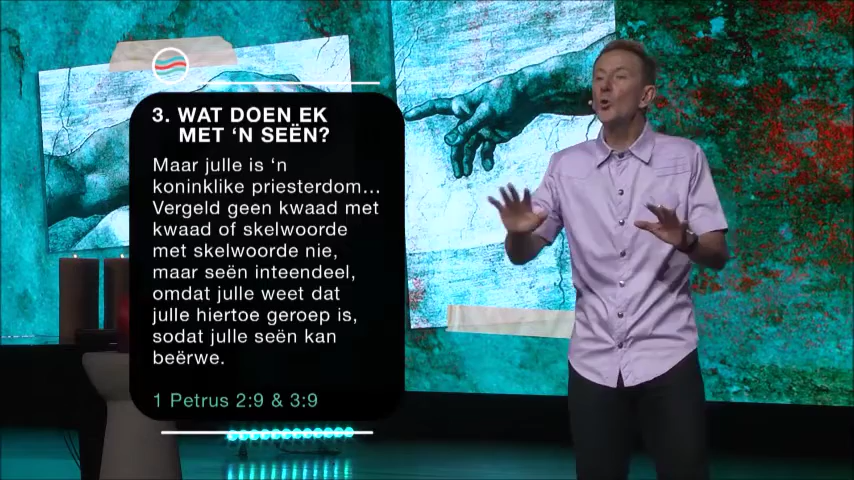 3. WAT DOEN EK
MET ‘N SEËN?
Maar julle is ‘n
koninklike priesterdom...
Vergeld geen kwaad met
kwaad of skelwoorde
met skelwoorde nie,
maar seën inteendeel,
omdat julle weet dat
julle hiertoe geroep is,
sodat julle seën kan
beërwe.
1 Petrus 2:9 & 3:9